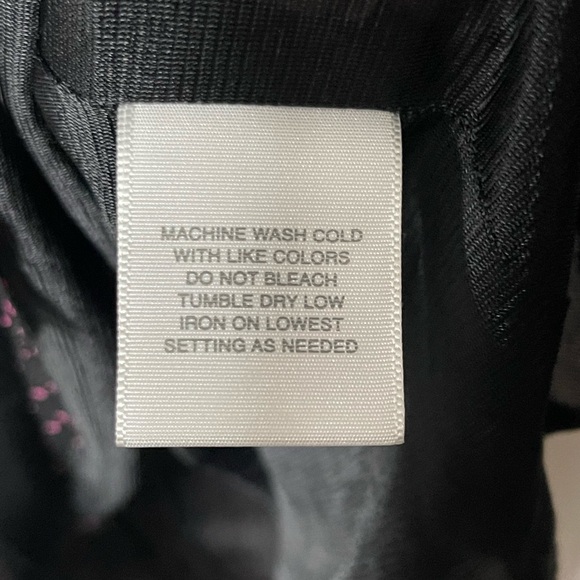 MACHINE WASH COLD
WITH LIKE COLORS
DO NOT BLEACH
TUMBLE DRY LOW
IRON ON LOWEST
SETTING AS NEEDED